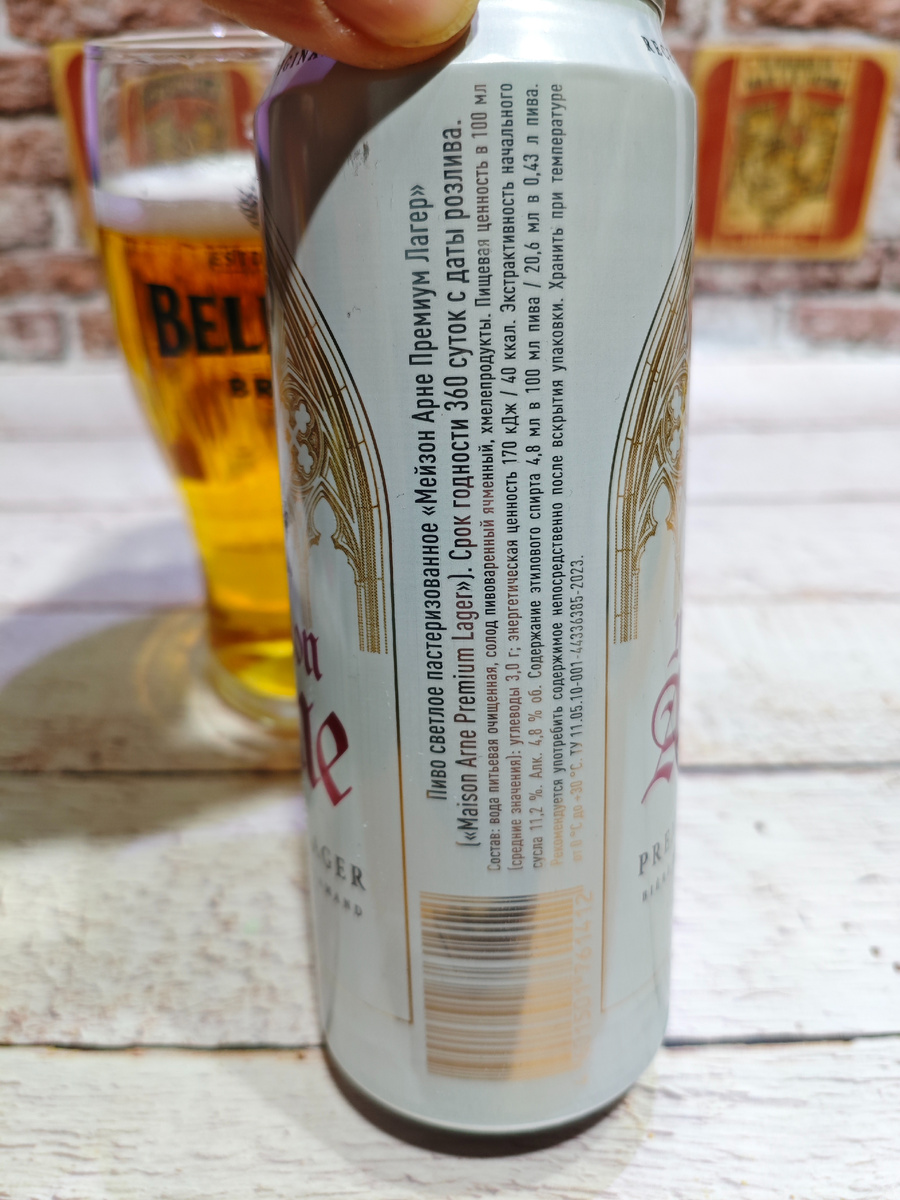 Пиво светлое пастеризованное «Мейзон Арне Премиум Лагер»
(«Maison Arne Premium Lager»). Срок годности 360 суток с даты розлива.
Состав: вода питьевая очищенная, солод пивоваренный ячменный, хмелепродукты. Пищевая ценность в 100 мл
(средние значения): углеводы 3,0 г; энергетическая ценность 170 кДж / 40 ккал. Экстрактивность начального
сусла 11,2 %. Алк. 4,8 % об. Содержание этилового спирта 4,8 мл в 100 мл пива / 20,6 мл в 0,43 л пива.
Рекомендуется употребить содержимое непосредственно после вскрытия упаковки. Хранить при температуре
от 0 °С до +30 °С. ТУ 11.05.10-001-44336385-2023.
BEL
BR